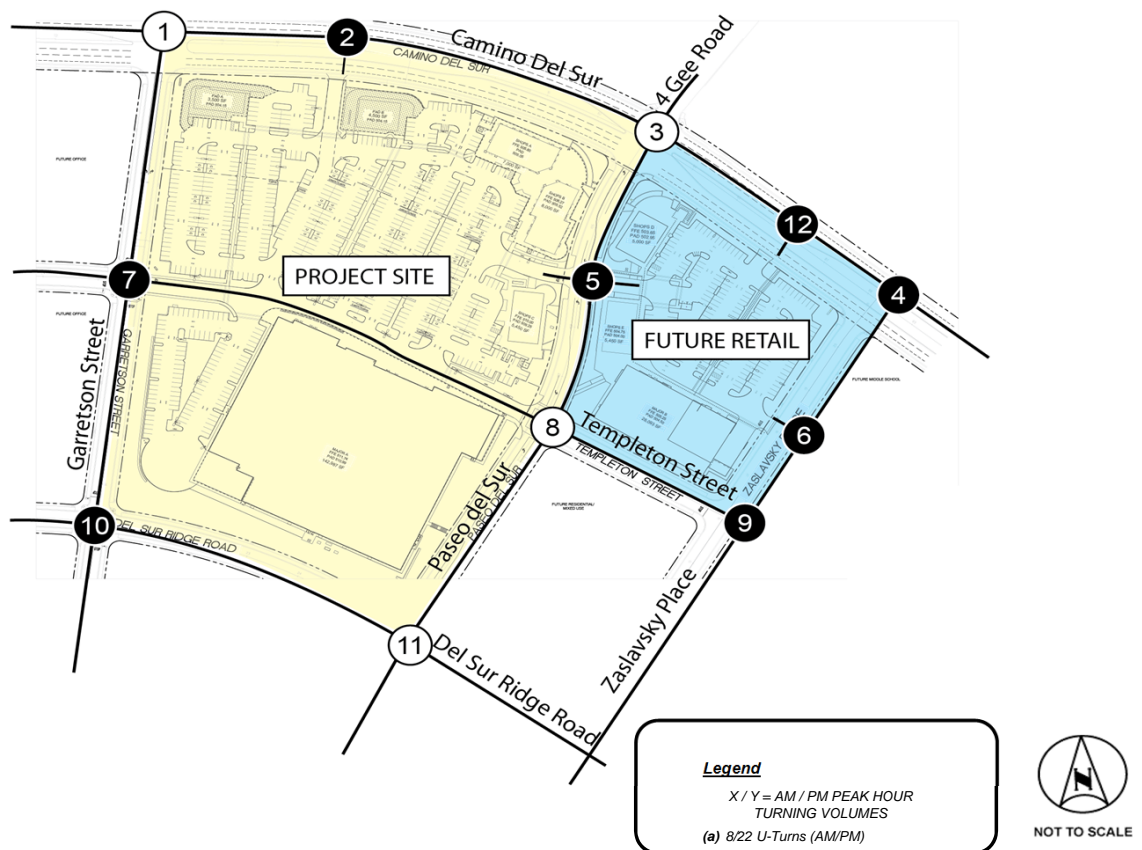 1
2
Camino Del Sur
CAMINO DEL SUR
4 Gee Road
3
FUTURE OFFICE
12
4
7
PROJECT SITE
5
FUTURE RETAIL
FUTURE OFFICE
Garretson Street
GARRETSON STREET
FUTURE MIDDLE SCHOOL
6
8
Templeton Street
TEMPLETON STREET
ZASLAVSKY
9
FUTURE RESIDENTIAL/
MIXED USE
Paseo del Sur
PASEO DEL SUR
10
DEL SUR RIDGE ROAD
11
Del Sur Ridge Road
Zaslavsky Place
Legend
X / Y = AM / PM PEAK HOUR
TURNING VOLUMES
(a) 8/22 U-Turns (AM/PM)
N
NOT TO SCALE